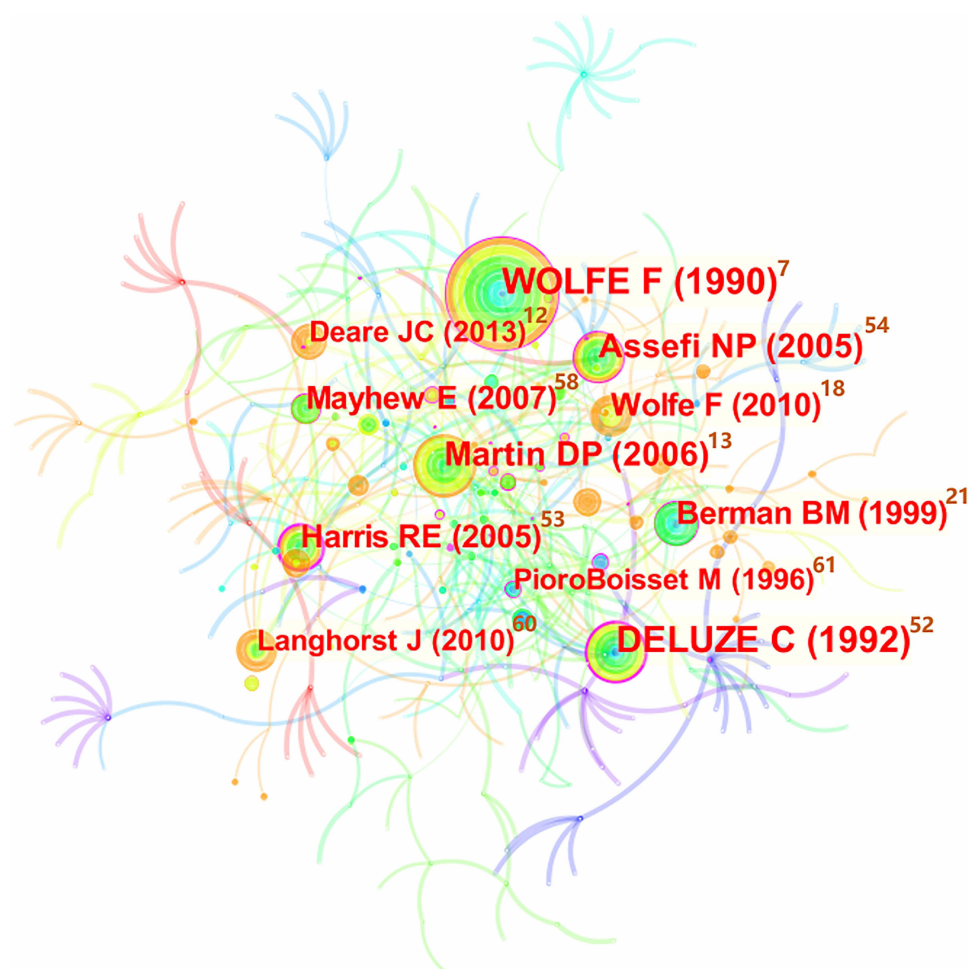 WOLFE F (1990)7
Deare JC (2013)12
Assefi NP (2005)54
Mayhew E (2007)58
Wolfe F (2010)18
Martin DP (2006)13
Berman BM (1999)21
Harris RE (2005)53
PioroBoisset M (1996)61
Langhorst J (2010)60
DELUZE C (1992)52